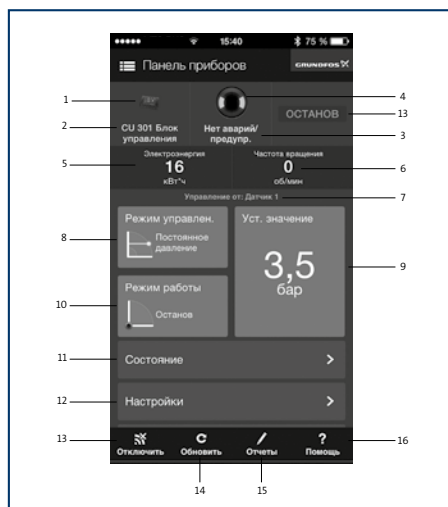 15:40 75 %
Панель приборов GRUNDFOS
1 4
ОСТАНОВ 13
2 CU 301 Блок управления Нет аварий/ предупр. 3
5 Электроэнергия Частота вращения
16 0 6
кВт*ч об/мин
Управление от: Датчик 1 7
Режим управлен. Уст. значение
8 Постоянное давление
3,5 9
бар
Режим работы
10 Останов
11 Состояние
12 Настройки
13 Отключить Обновить Отчеты ? Помощь 16
14 15